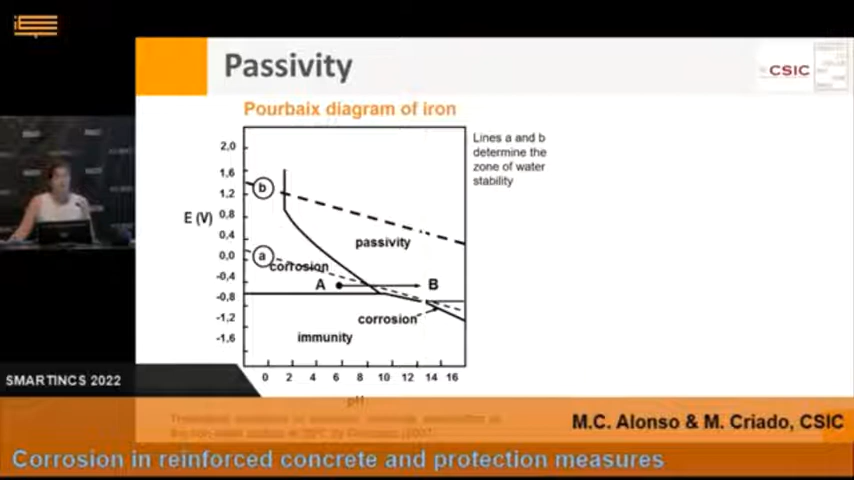 Passivity
CSIC
Pourbaix diagram of iron
Lines a and b
determine the
zone of water
stability
2,0
1,6
1,2
0,8
0,4
0,0
-0,4
-0,8
-1,2
-1,6
E (V)
b
a
passivity
corrosion
A
B
corrosion
immunity
0 2 4 6 8 10 12 14 16
pH
SMARTINCS 2022
M.C. Alonso & M. Criado, CSIC
Corrosion in reinforced concrete and protection measures